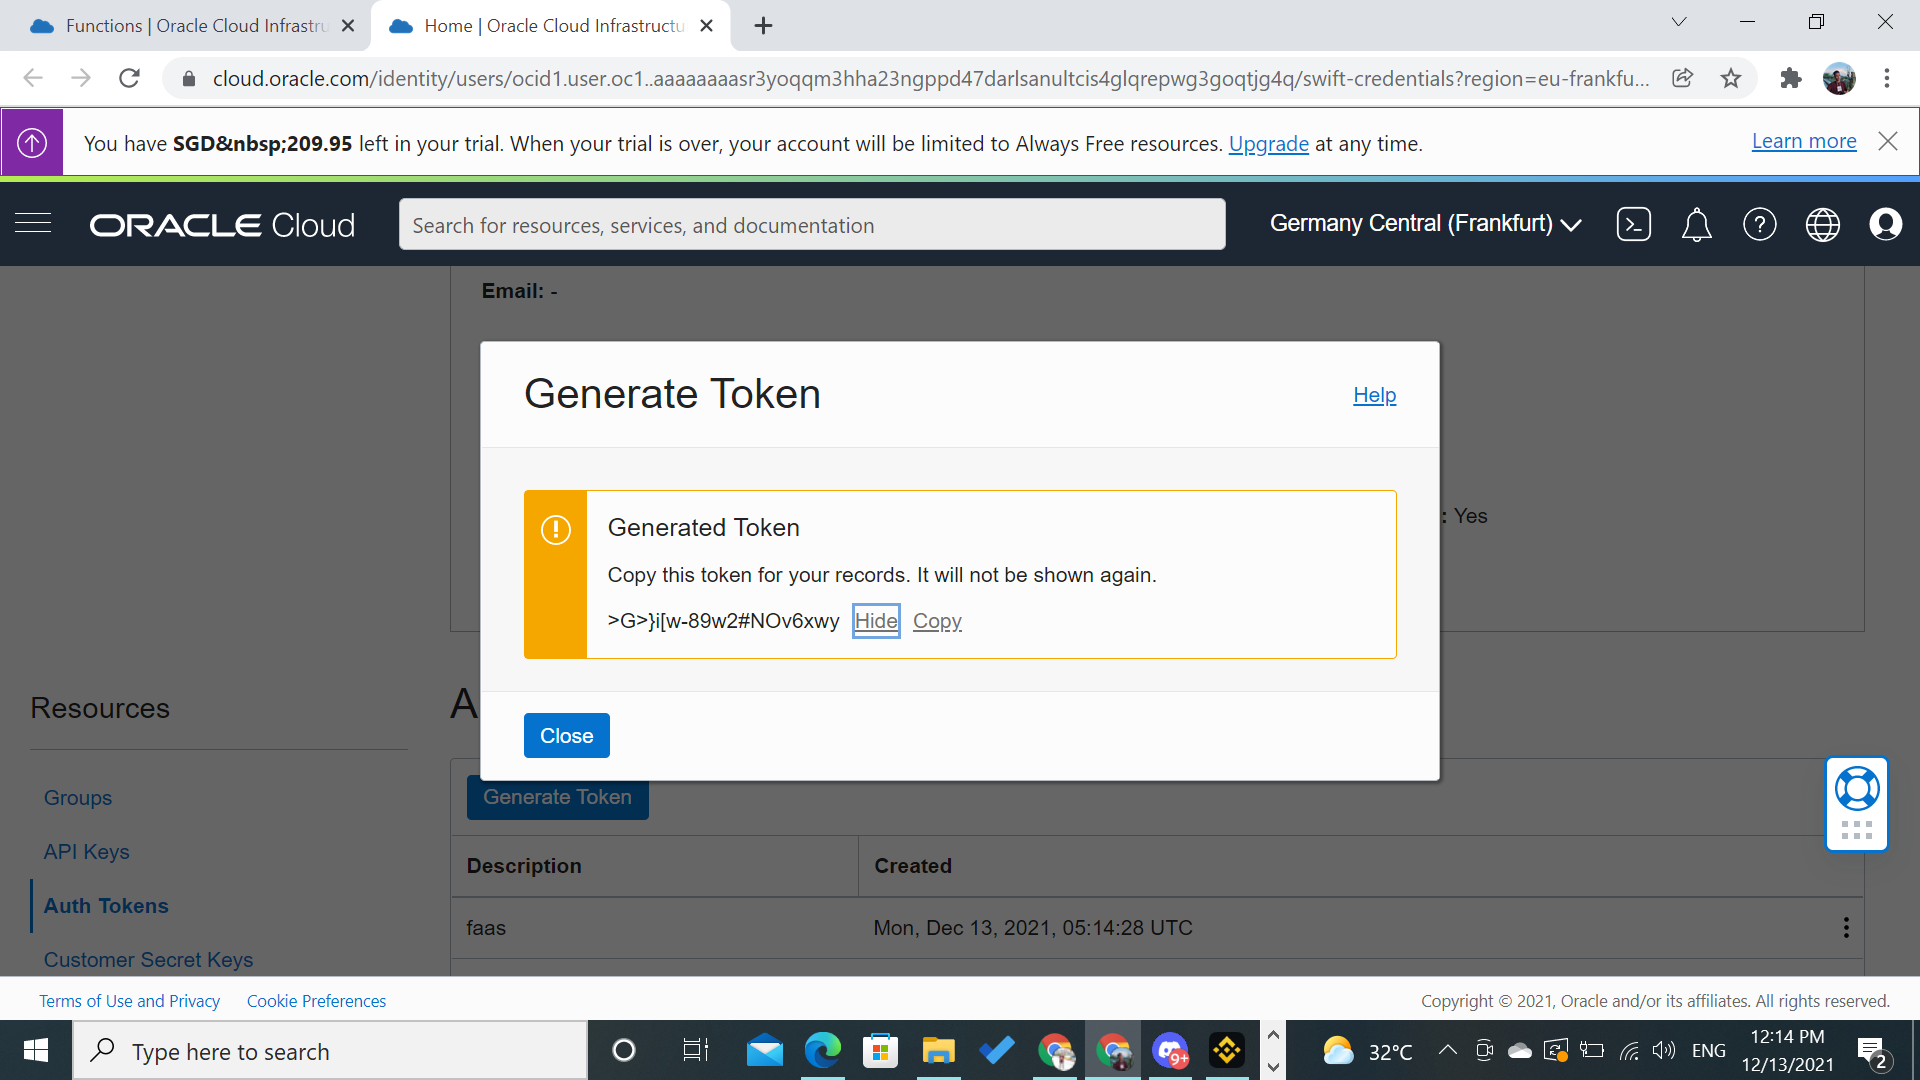 Functions | Oracle Cloud Infrastru
Home | Oracle Cloud Infrastructu
cloud.oracle.com/identity/users/ocid1.user.oc1..aaaaaaaasr3yoqqm3hha23ngppd47darlsanultcis4glqrepwg3goqtjg4q/swift-credentials?region=eu-frankfu...
You have SGD&nbsp;209.95 left in your trial. When your trial is over, your account will be limited to Always Free resources. Upgrade at any time.
Learn more
ORACLE Cloud
Search for resources, services, and documentation
Germany Central (Frankfurt)
Email: -
Generate Token
Help
Generated Token
Copy this token for your records. It will not be shown again.
>G>}i[w-89w2#NOv6xwy Hide Copy
: Yes
Close
Resources
A
Groups
API Keys
Auth Tokens
Customer Secret Keys
Generate Token
Description Created
faas Mon, Dec 13, 2021, 05:14:28 UTC
Terms of Use and Privacy Cookie Preferences
Copyright © 2021, Oracle and/or its affiliates. All rights reserved.
Type here to search
9+
32°C
ENG
12:14 PM
12/13/2021
2